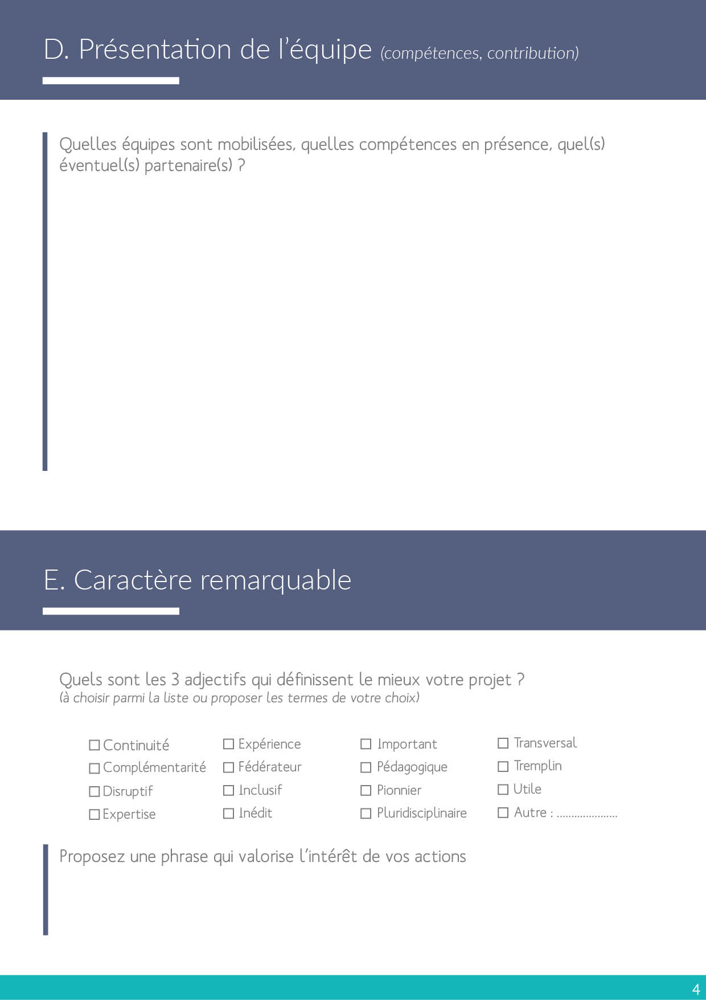 D. Présentation de l’équipe (compétences, contribution)
Quelles équipes sont mobilisées, quelles compétences en présence, quel(s)
éventuel(s) partenaire(s) ?
E. Caractère remarquable
Quels sont les 3 adjectifs qui définissent le mieux votre projet ?
(à choisir parmi la liste ou proposer les termes de votre choix)
Continuité
Complémentarité
Disruptif
Expertise
Expérience
Fédérateur
Inclusif
Inédit
Important
Pédagogique
Pionnier
Pluridisciplinaire
Transversal
Tremplin
Utile
Autre : .....................
Proposez une phrase qui valorise l’intérêt de vos actions
4